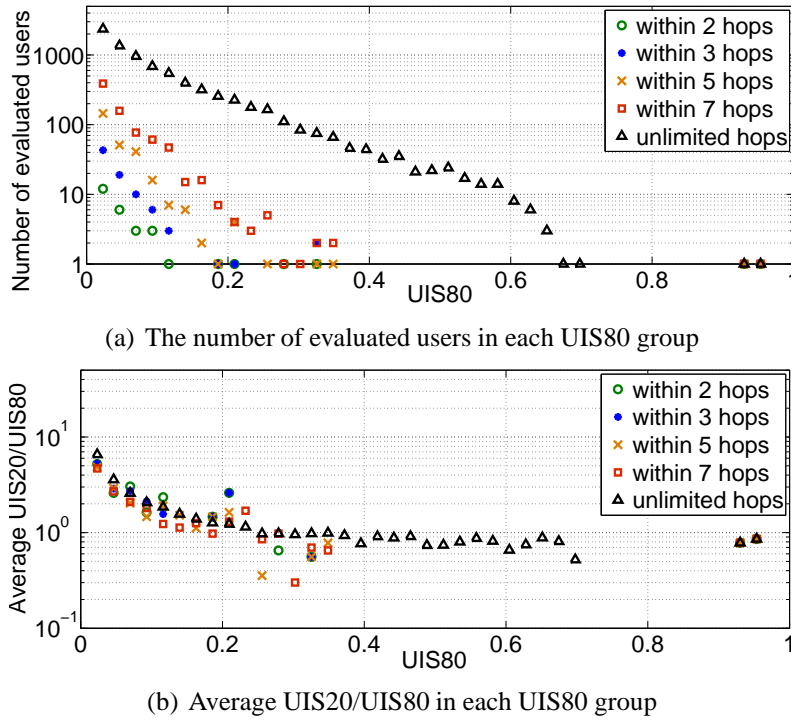 1000
100
10
1
Number of evaluated users
0 0.2 0.4 0.6 0.8 1
UIS80
within 2 hops
within 3 hops
within 5 hops
within 7 hops
unlimited hops
(a) The number of evaluated users in each UIS80 group
10^1
10^0
10^-1
Average UIS20/UIS80
0 0.2 0.4 0.6 0.8 1
UIS80
within 2 hops
within 3 hops
within 5 hops
within 7 hops
unlimited hops
(b) Average UIS20/UIS80 in each UIS80 group